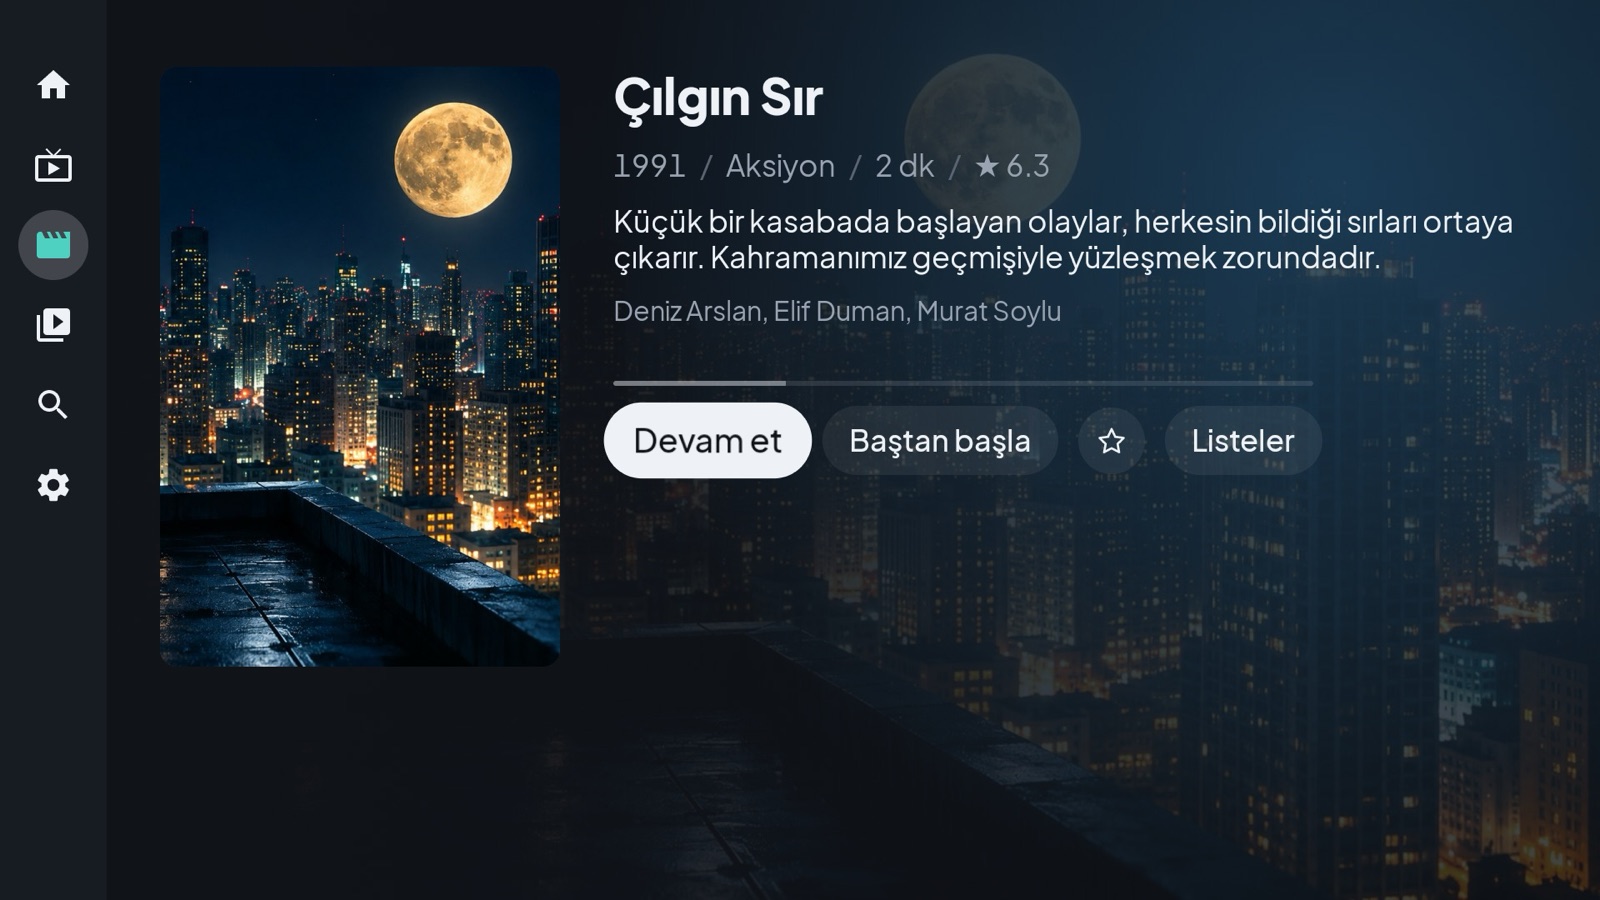 Çılgın Sır
1991 / Aksiyon / 2 dk / ★ 6.3
Küçük bir kasabada başlayan olaylar, herkesin bildiği sırları ortaya
çıkarır. Kahramanımız geçmişiyle yüzleşmek zorundadır.
Deniz Arslan, Elif Duman, Murat Soylu
Devam et
Baştan başla
Listeler